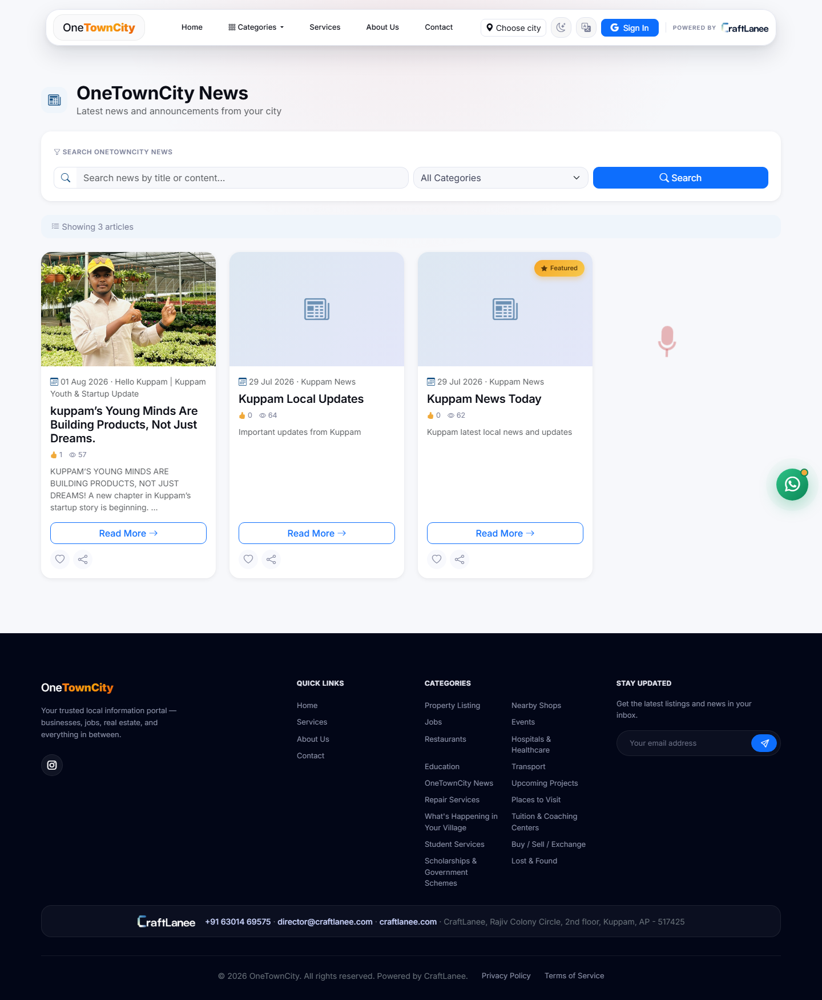 OneTownCity
Home
Categories
Services
About Us
Contact
Choose city
Sign In
POWERED BY
CraftLanee
OneTownCity News
Latest news and announcements from your city
SEARCH ONETOWNCITY NEWS
Search news by title or content...
All Categories
Search
Showing 3 articles
01 Aug 2026 · Hello Kuppam | Kuppam
Youth & Startup Update
kuppam’s Young Minds Are
Building Products, Not Just
Dreams.
1 57
KUPPAM’S YOUNG MINDS ARE
BUILDING PRODUCTS, NOT JUST
DREAMS! A new chapter in Kuppam’s
startup story is beginning. ...
Read More
29 Jul 2026 · Kuppam News
Kuppam Local Updates
0 64
Important updates from Kuppam
Read More
Featured
29 Jul 2026 · Kuppam News
Kuppam News Today
0 62
Kuppam latest local news and updates
Read More
OneTownCity
Your trusted local information portal —
businesses, jobs, real estate, and
everything in between.
QUICK LINKS
Home
Services
About Us
Contact
CATEGORIES
Property Listing
Nearby Shops
Jobs
Events
Restaurants
Hospitals &
Healthcare
Education
Transport
OneTownCity News
Upcoming Projects
Repair Services
Places to Visit
What's Happening in
Your Village
Tuition & Coaching
Centers
Student Services
Buy / Sell / Exchange
Scholarships &
Government
Schemes
Lost & Found
STAY UPDATED
Get the latest listings and news in your
inbox.
Your email address
CraftLanee +91 63014 69575 · director@craftlanee.com · craftlanee.com · CraftLanee, Rajiv Colony Circle, 2nd floor, Kuppam, AP - 517425
© 2026 OneTownCity. All rights reserved. Powered by CraftLanee. Privacy Policy Terms of Service